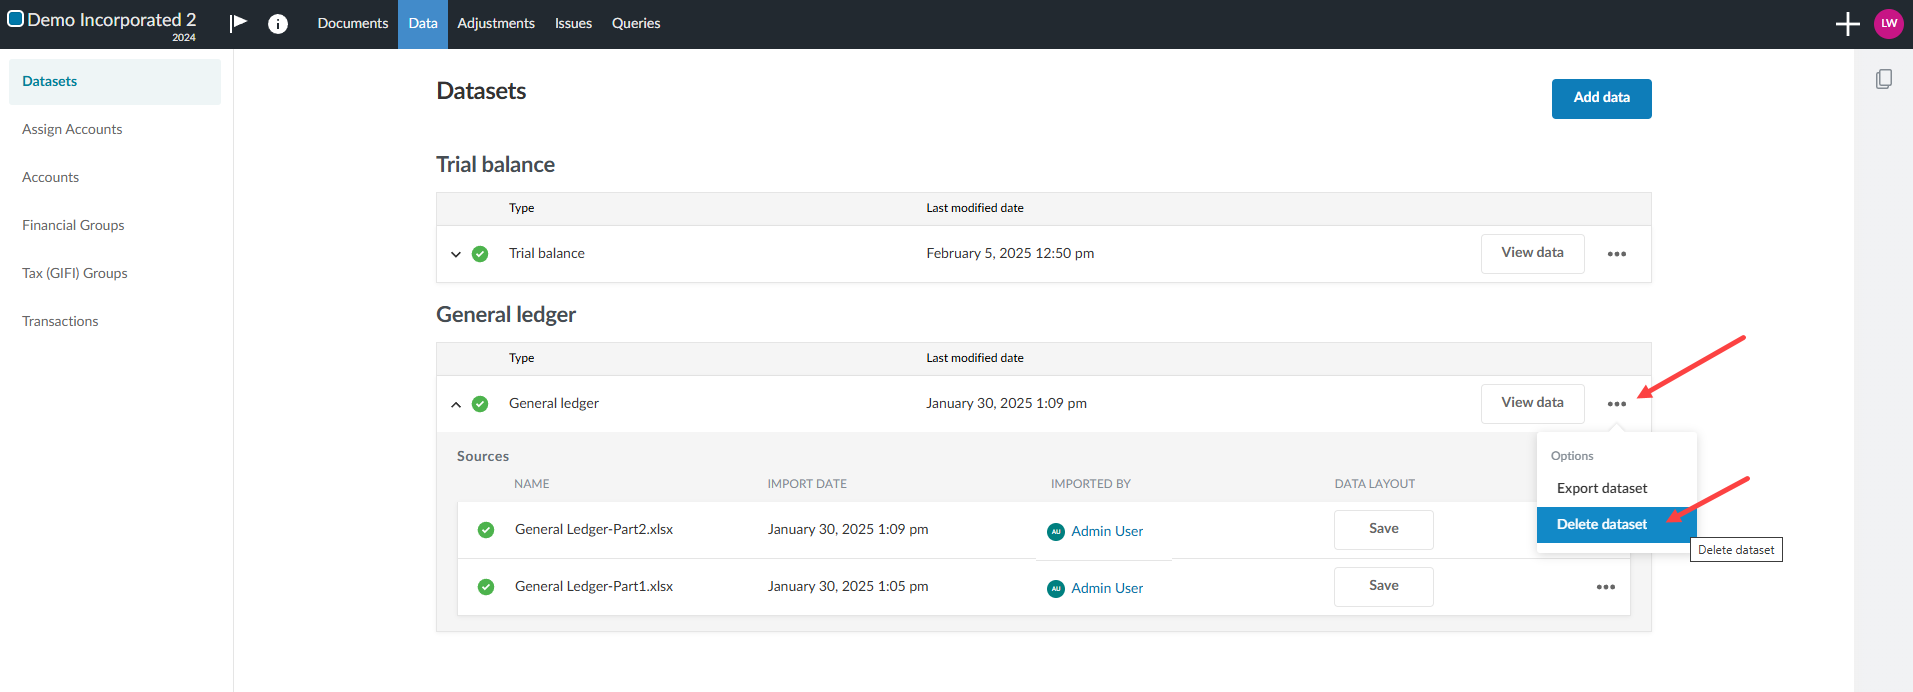 Demo Incorporated 2
2024
i
Documents
Data
Adjustments
Issues
Queries
LW
Datasets
Assign Accounts
Accounts
Financial Groups
Tax (GIFI) Groups
Transactions
Datasets
Add data
Trial balance
Type Last modified date
Trial balance February 5, 2025 12:50 pm View data
General ledger
Type Last modified date
General ledger January 30, 2025 1:09 pm View data
Options
Export dataset
Delete dataset
Delete dataset
Sources
NAME IMPORT DATE IMPORTED BY DATA LAYOUT
General Ledger-Part2.xlsx January 30, 2025 1:09 pm AU Admin User Save
General Ledger-Part1.xlsx January 30, 2025 1:05 pm AU Admin User Save